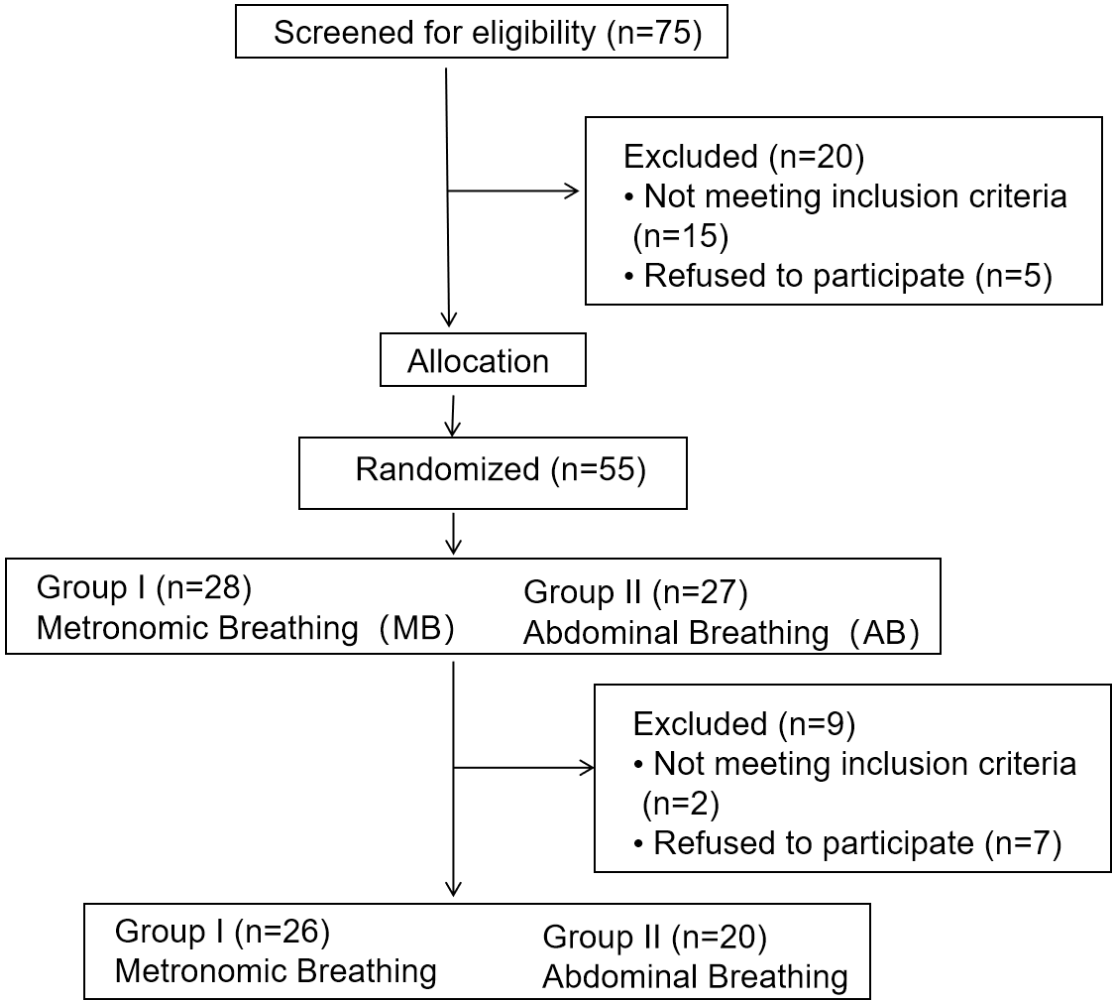 Screened for eligibility (n=75)
Excluded (n=20)
• Not meeting inclusion criteria
(n=15)
• Refused to participate (n=5)
Allocation
Randomized (n=55)
Group I (n=28)
Metronomic Breathing （MB）
Group II (n=27)
Abdominal Breathing （AB）
Excluded (n=9)
• Not meeting inclusion criteria
(n=2)
• Refused to participate (n=7)
Group I (n=26)
Metronomic Breathing
Group II (n=20)
Abdominal Breathing